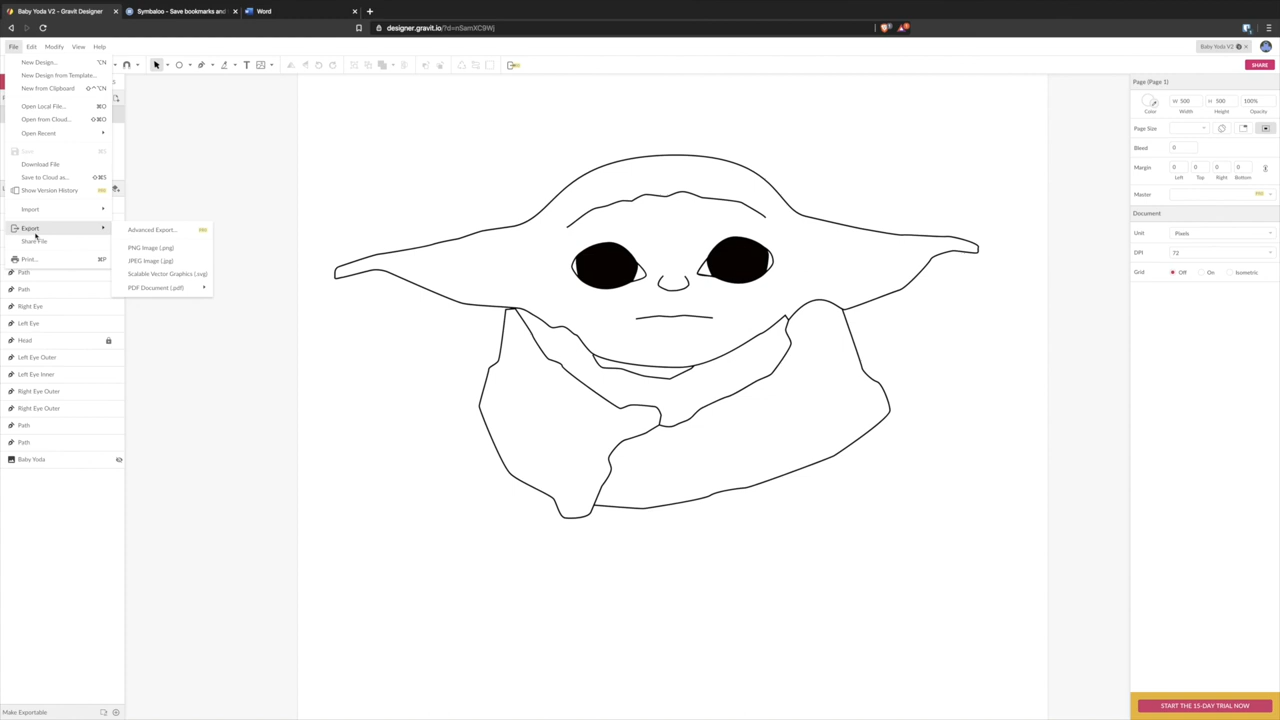 Baby Yoda V2 - Gravit Designer
Symbaloo - Save bookmarks and
Word
designer.gravit.io/?d=nSamXC9Wj
File Edit Modify View Help
Baby Yoda V2
New Design... ⌥N
New Design from Template...
New from Clipboard ⇧⌥N
SHARE
Open Local File... ⌘O
Open from Cloud... ⇧⌘O
Open Recent
Save ⌘S
Download File
Save to Cloud as... ⇧⌘S
Show Version History PRO
Import
Export
Share File
Print... ⌘P
Advanced Export... PRO
PNG Image (.png)
JPEG Image (.jpg)
Scalable Vector Graphics (.svg)
PDF Document (.pdf)
Path
Path
Right Eye
Left Eye
Head
Left Eye Outer
Left Eye Inner
Right Eye Outer
Right Eye Outer
Path
Path
Baby Yoda
Make Exportable
Page (Page 1)
W 500 H 500 100%
Color Width Height Opacity
Page Size
Bleed 0
Margin 0 0 0 0
Left Top Right Bottom
Master PRO
Document
Unit Pixels
DPI 72
Grid Off On Isometric
START THE 15-DAY TRIAL NOW